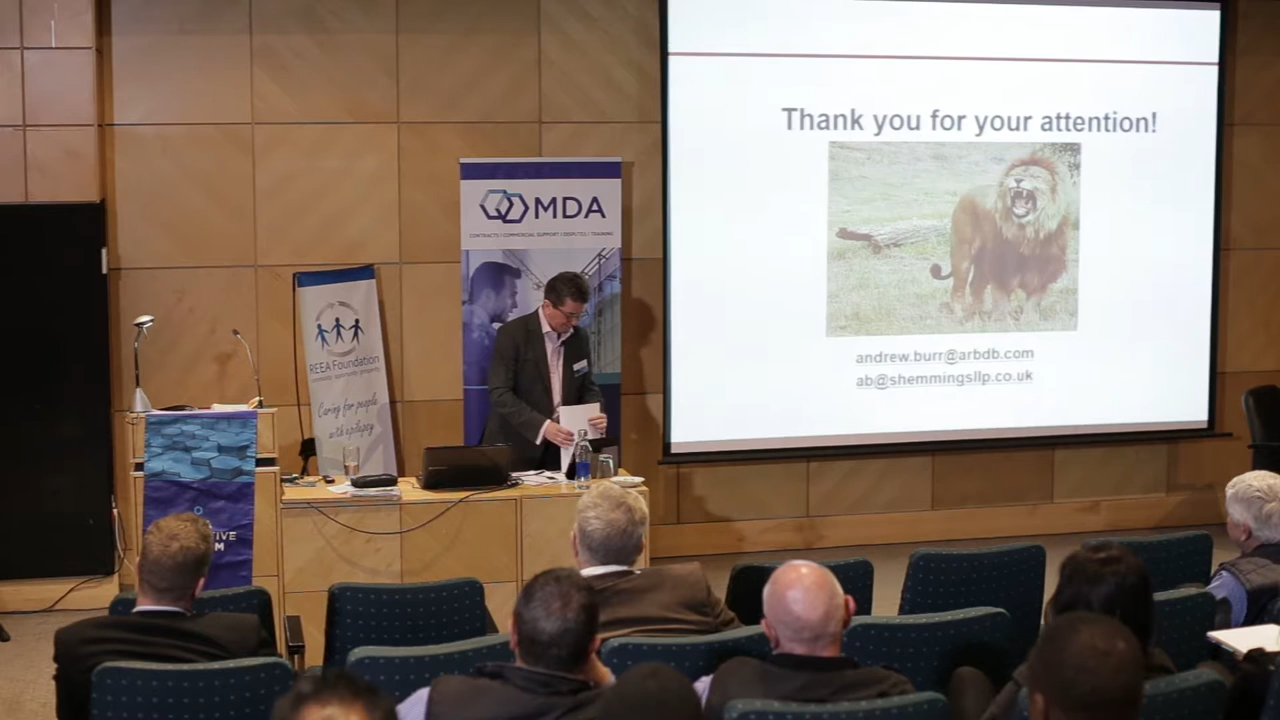 Thank you for your attention!
andrew.burr@arbdb.com
ab@shemmingsllp.co.uk
MDA
CONTRACTS | COMMERCIAL SUPPORT | DISPUTES | TRAINING
REEA Foundation
Caring for people
with epilepsy